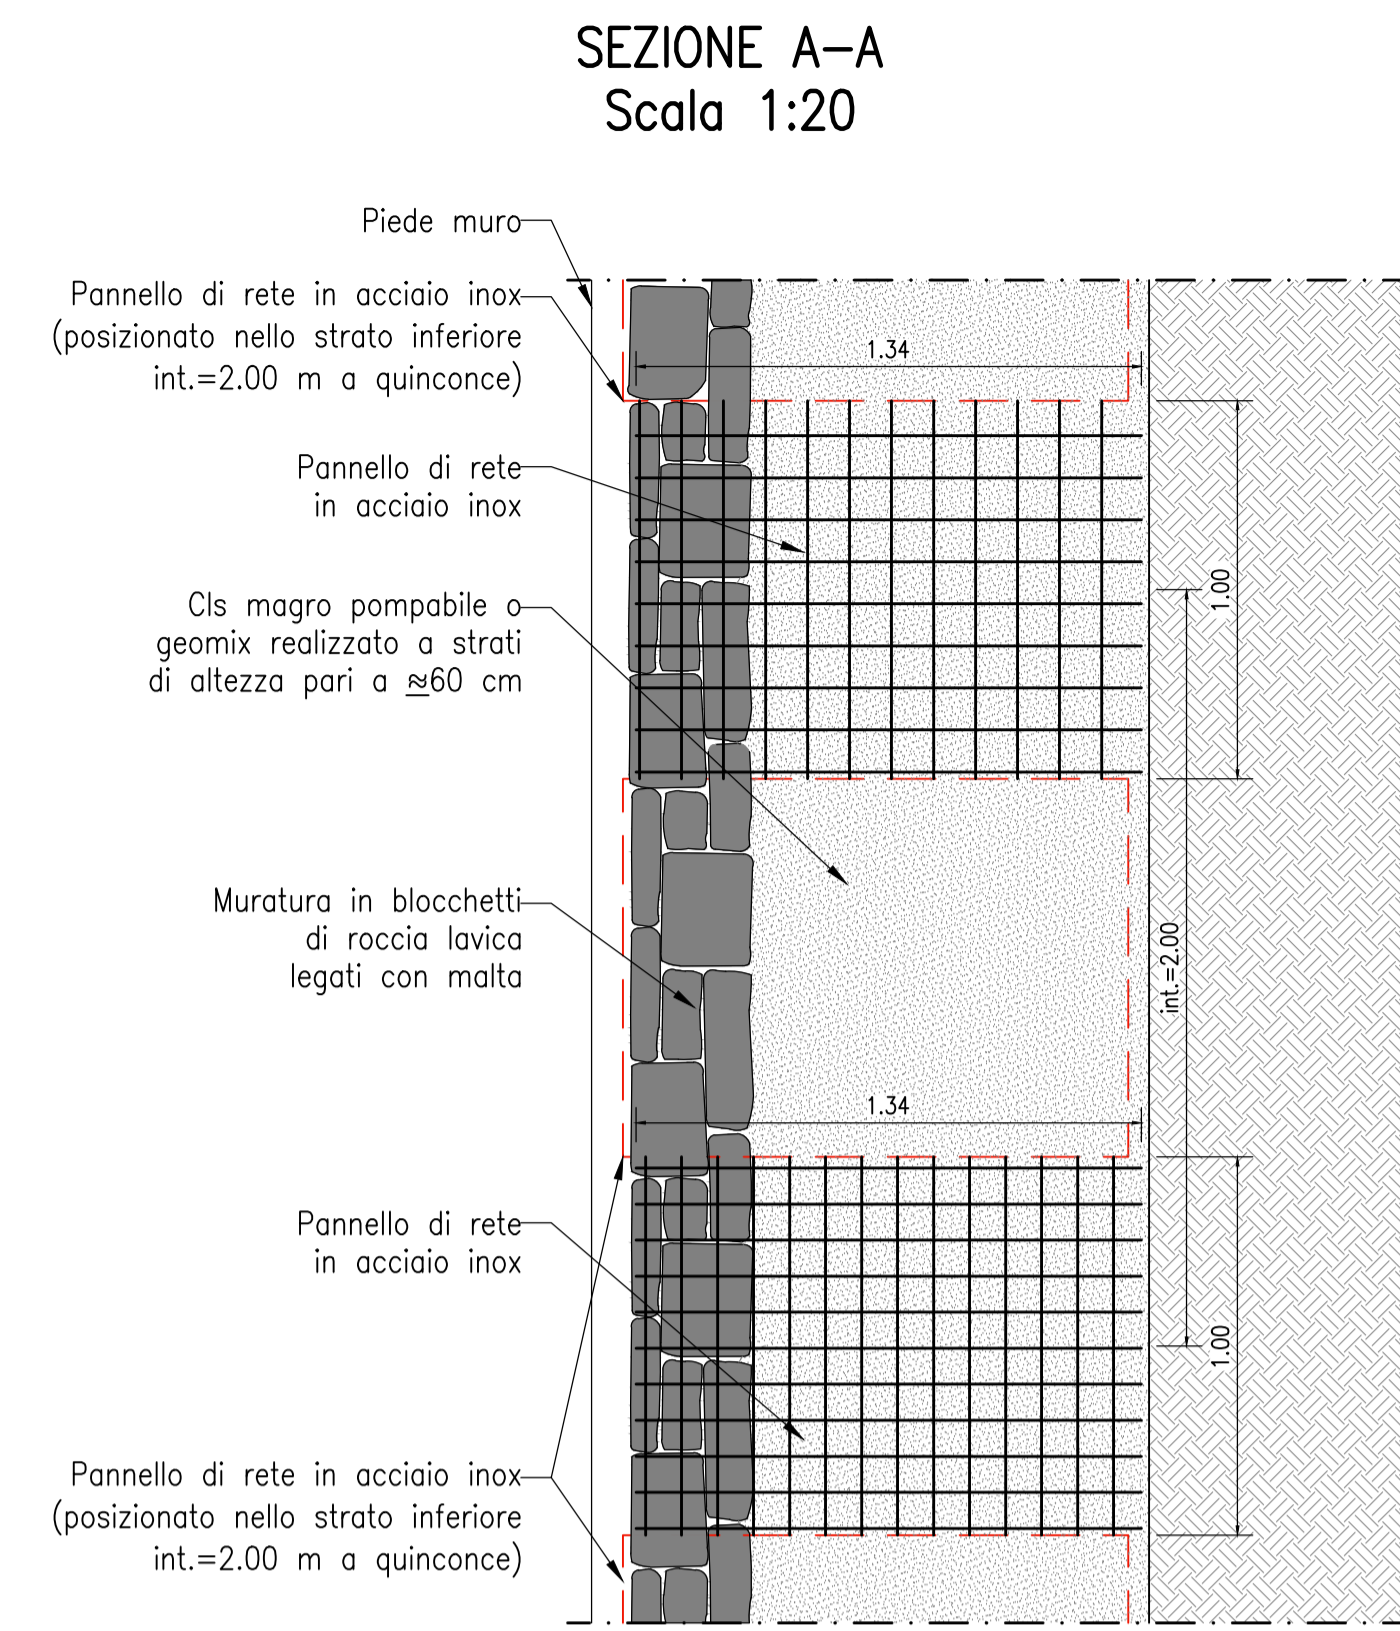 SEZIONE A-A
Scala 1:20
Piede muro
Pannello di rete in acciaio inox
(posizionato nello strato inferiore
int.=2.00 m a quinconce)
1.34
Pannello di rete
in acciaio inox
1.00
Cls magro pompabile o
geomix realizzato a strati
di altezza pari a ≊60 cm
Muratura in blocchetti
di roccia lavica
legati con malta
int.=2.00
1.34
Pannello di rete
in acciaio inox
1.00
Pannello di rete in acciaio inox
(posizionato nello strato inferiore
int.=2.00 m a quinconce)